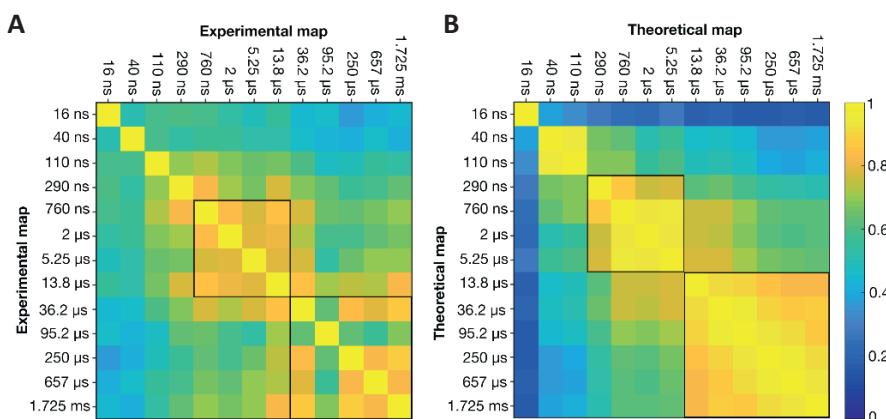 A
Experimental map
16 ns
40 ns
110 ns
290 ns
760 ns
2 µs
5.25 µs
13.8 µs
36.2 µs
95.2 µs
250 µs
657 µs
1.725 ms
Experimental map
16 ns
40 ns
110 ns
290 ns
760 ns
2 µs
5.25 µs
13.8 µs
36.2 µs
95.2 µs
250 µs
657 µs
1.725 ms
B
Theoretical map
16 ns
40 ns
110 ns
290 ns
760 ns
2 µs
5.25 µs
13.8 µs
36.2 µs
95.2 µs
250 µs
657 µs
1.725 ms
Theoretical map
16 ns
40 ns
110 ns
290 ns
760 ns
2 µs
5.25 µs
13.8 µs
36.2 µs
95.2 µs
250 µs
657 µs
1.725 ms
1
0.8
0.6
0.4
0.2
0